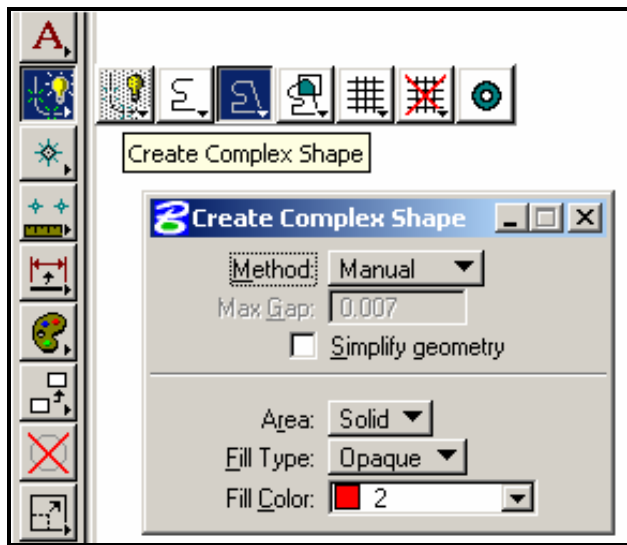 A
Create Complex Shape
Create Complex Shape
Method: Manual
Max Gap: 0.007
Simplify geometry
Area: Solid
Fill Type: Opaque
Fill Color: 2